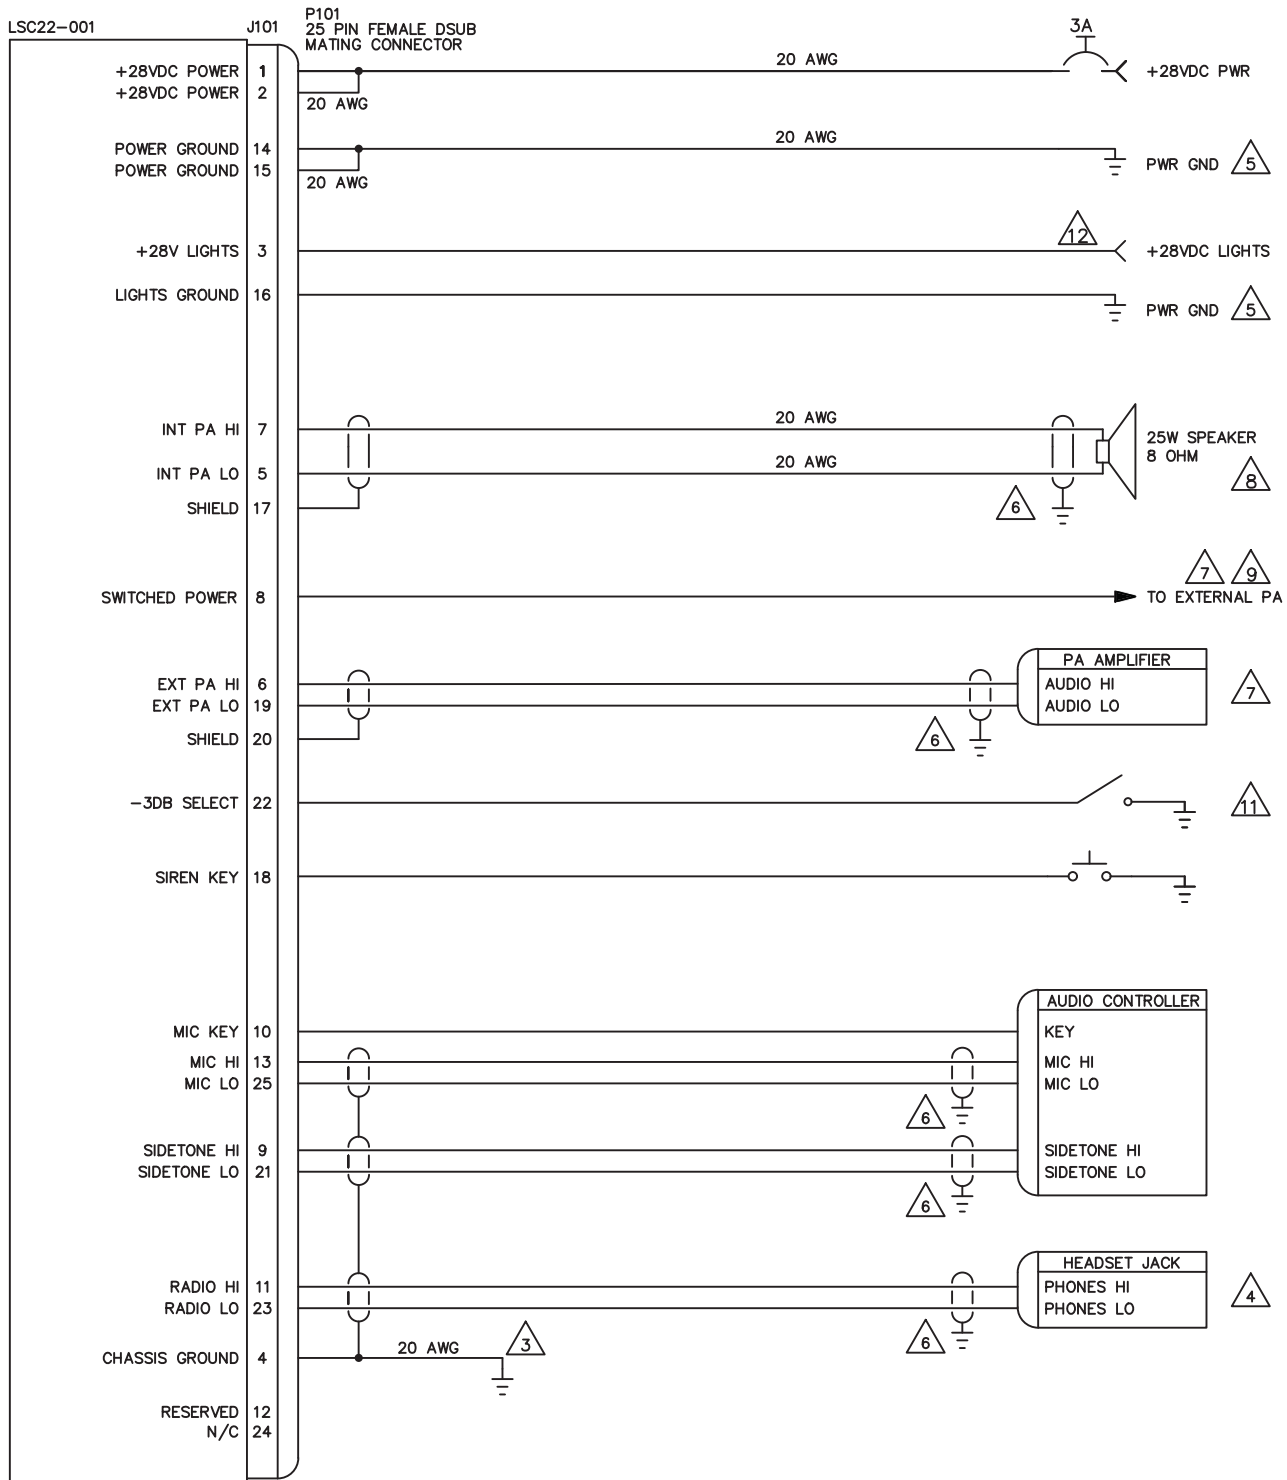 LSC22-001
J101
P101
25 PIN FEMALE DSUB
MATING CONNECTOR
3A
+28VDC POWER 1
20 AWG
+28VDC PWR
+28VDC POWER 2
20 AWG
POWER GROUND 14
20 AWG
PWR GND 5
POWER GROUND 15
20 AWG
12
+28V LIGHTS 3
+28VDC LIGHTS
LIGHTS GROUND 16
PWR GND 5
INT PA HI 7
20 AWG
25W SPEAKER
8 OHM
INT PA LO 5
20 AWG
8
SHIELD 17
6
7 9
SWITCHED POWER 8
TO EXTERNAL PA
PA AMPLIFIER
EXT PA HI 6
AUDIO HI
7
EXT PA LO 19
AUDIO LO
SHIELD 20
6
-3DB SELECT 22
11
SIREN KEY 18
AUDIO CONTROLLER
MIC KEY 10
KEY
MIC HI 13
MIC HI
MIC LO 25
MIC LO
6
SIDETONE HI 9
SIDETONE HI
SIDETONE LO 21
SIDETONE LO
6
HEADSET JACK
RADIO HI 11
PHONES HI
4
RADIO LO 23
PHONES LO
6
CHASSIS GROUND 4
20 AWG
3
RESERVED 12
N/C 24